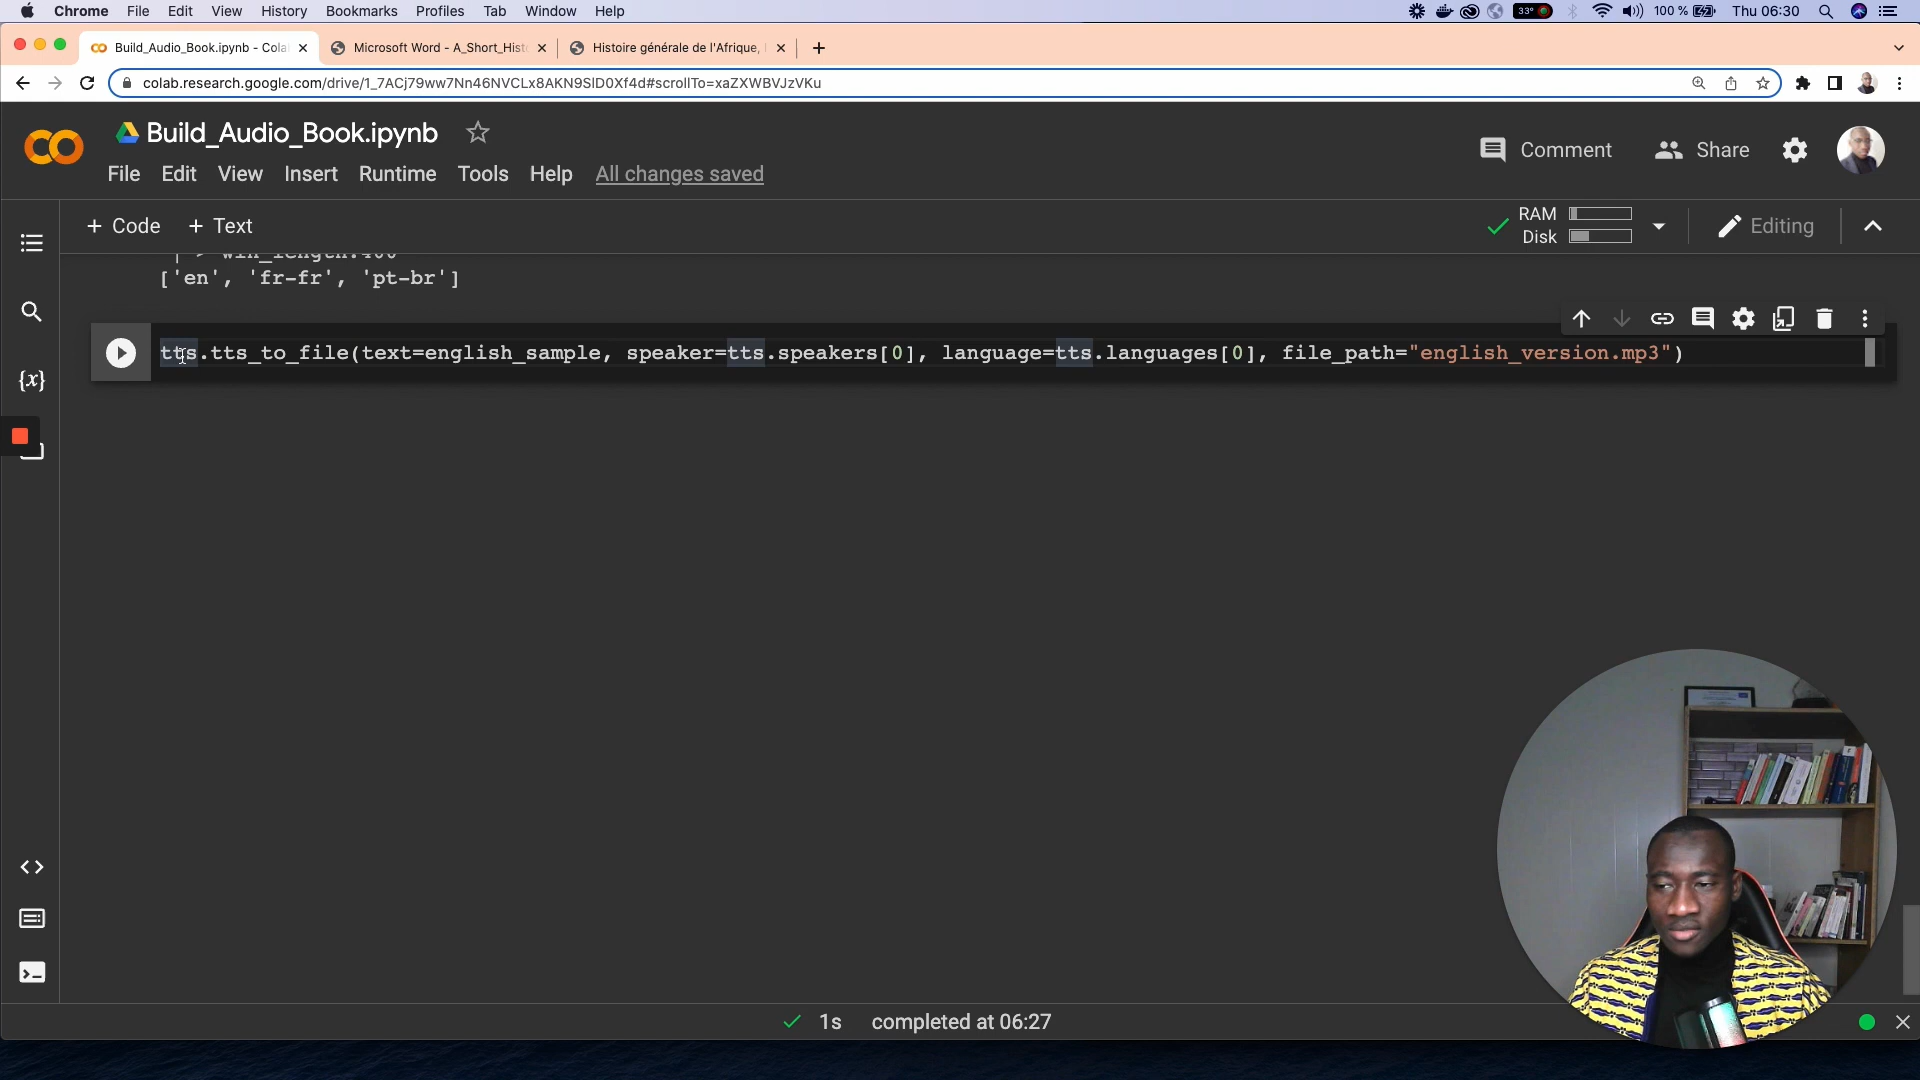 Chrome File Edit View History Bookmarks Profiles Tab Window Help 33° 100 % Thu 06:30
Build_Audio_Book.ipynb - Cola Microsoft Word - A_Short_Hist Histoire générale de l'Afrique,
colab.research.google.com/drive/1_7ACj79ww7Nn46NVCLx8AKN9SlD0Xf4d#scrollTo=xaZXWBVJzVKu
Build_Audio_Book.ipynb
Comment Share
File Edit View Insert Runtime Tools Help All changes saved
+ Code + Text RAM Disk Editing
| > win_length:400
['en', 'fr-fr', 'pt-br']
tts.tts_to_file(text=english_sample, speaker=tts.speakers[0], language=tts.languages[0], file_path="english_version.mp3")
1s completed at 06:27